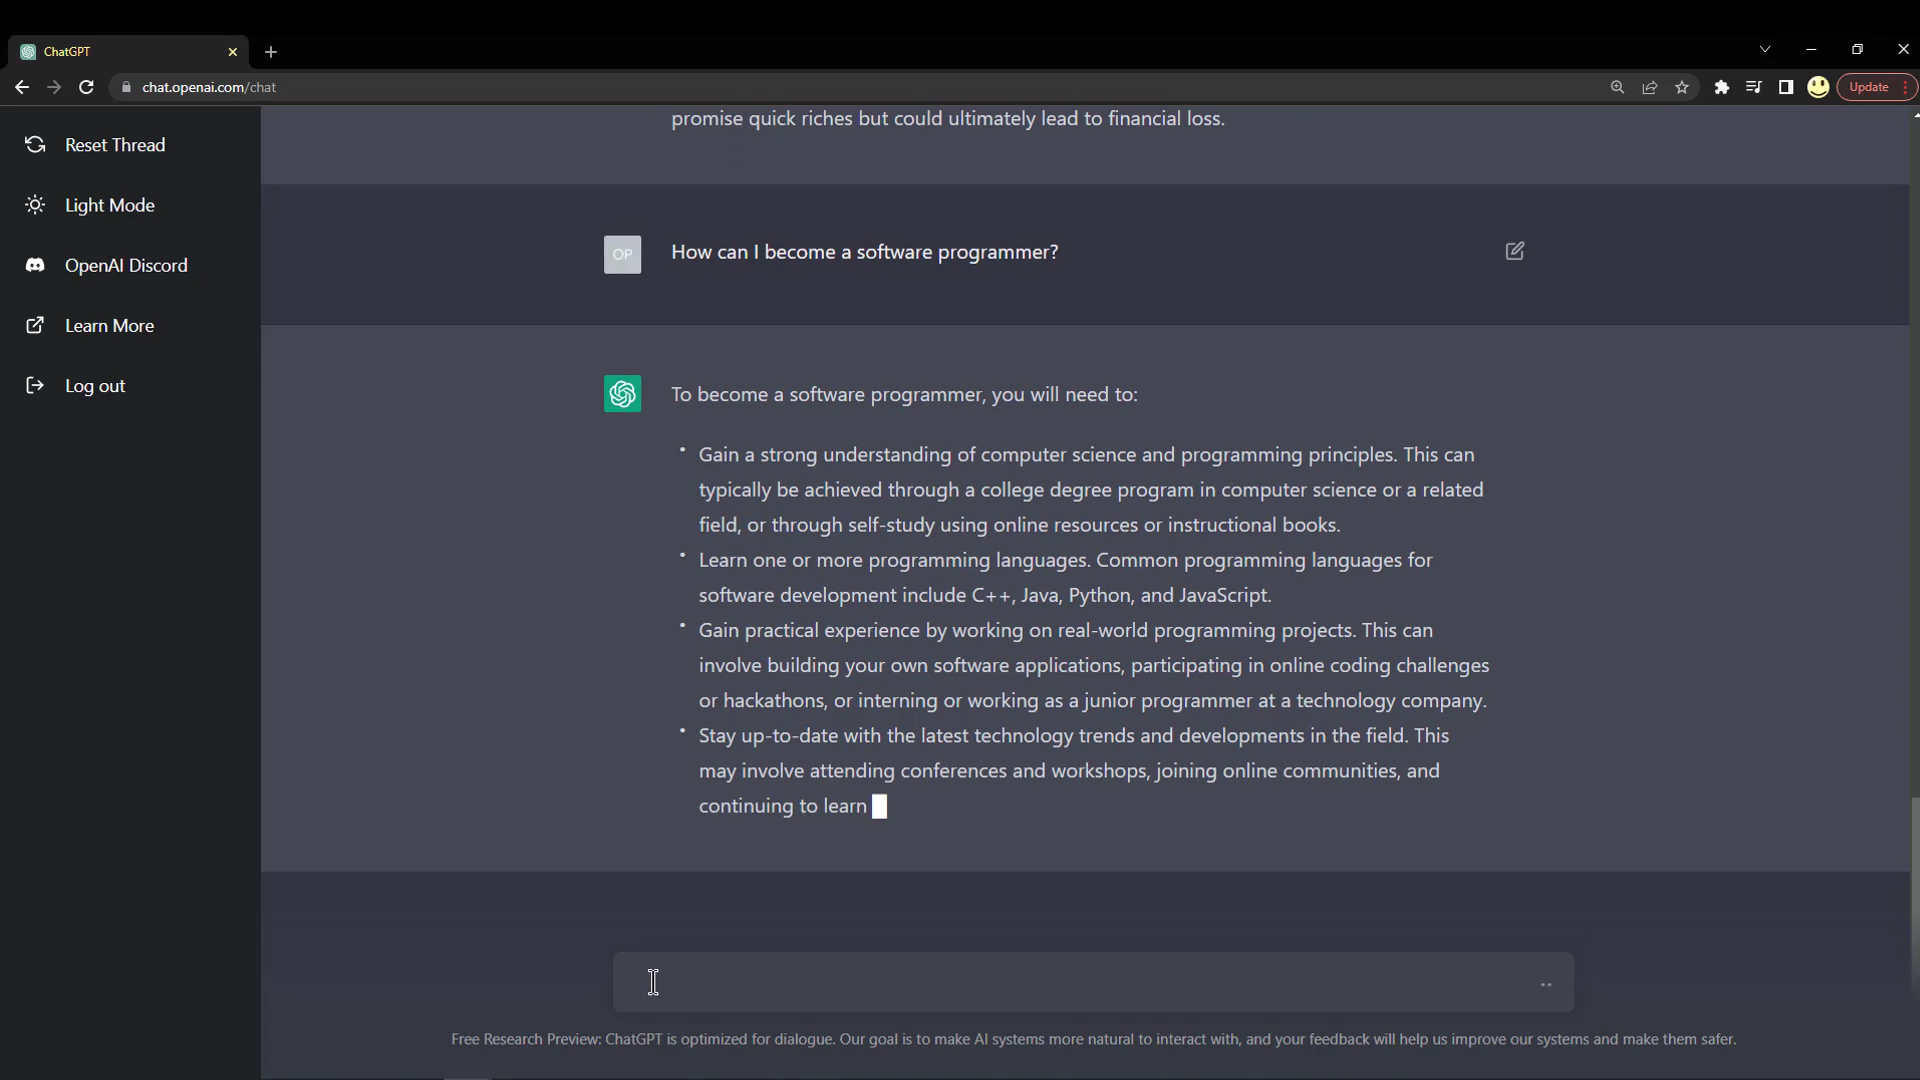 ChatGPT
chat.openai.com/chat
Update
Reset Thread
Light Mode
OpenAI Discord
Learn More
Log out
promise quick riches but could ultimately lead to financial loss.
OP
How can I become a software programmer?
To become a software programmer, you will need to:
• Gain a strong understanding of computer science and programming principles. This can
typically be achieved through a college degree program in computer science or a related
field, or through self-study using online resources or instructional books.
• Learn one or more programming languages. Common programming languages for
software development include C++, Java, Python, and JavaScript.
• Gain practical experience by working on real-world programming projects. This can
involve building your own software applications, participating in online coding challenges
or hackathons, or interning or working as a junior programmer at a technology company.
• Stay up-to-date with the latest technology trends and developments in the field. This
may involve attending conferences and workshops, joining online communities, and
continuing to learn
Free Research Preview: ChatGPT is optimized for dialogue. Our goal is to make AI systems more natural to interact with, and your feedback will help us improve our systems and make them safer.